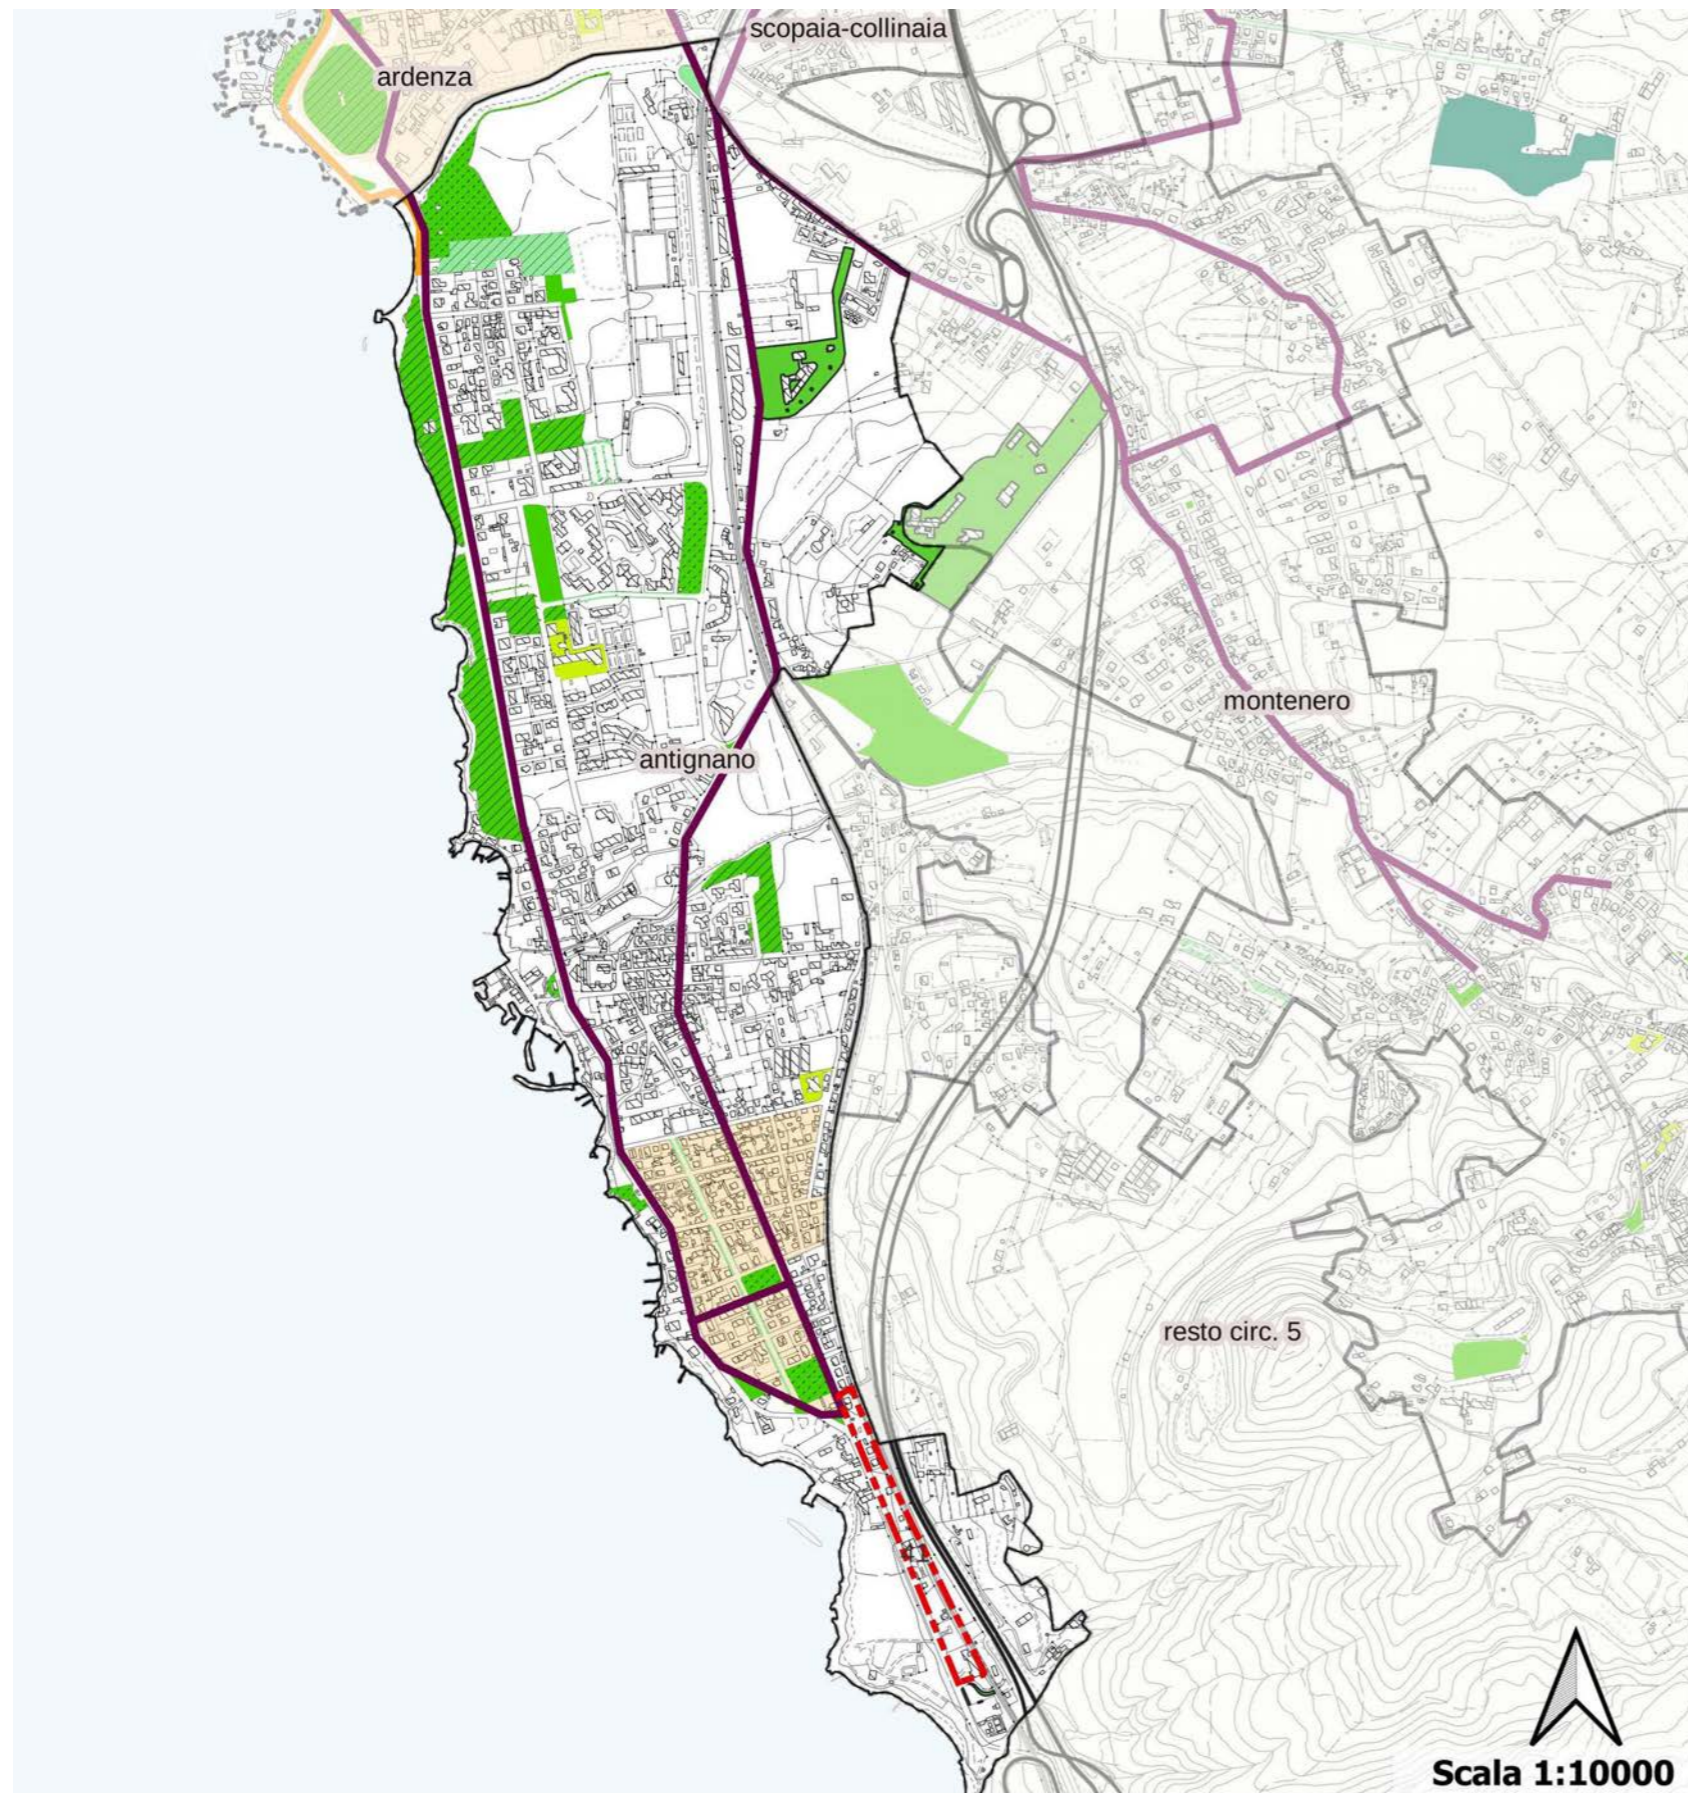 scopaia-collinaia
ardenza
montenero
antignano
resto circ. 5
Scala 1:10000